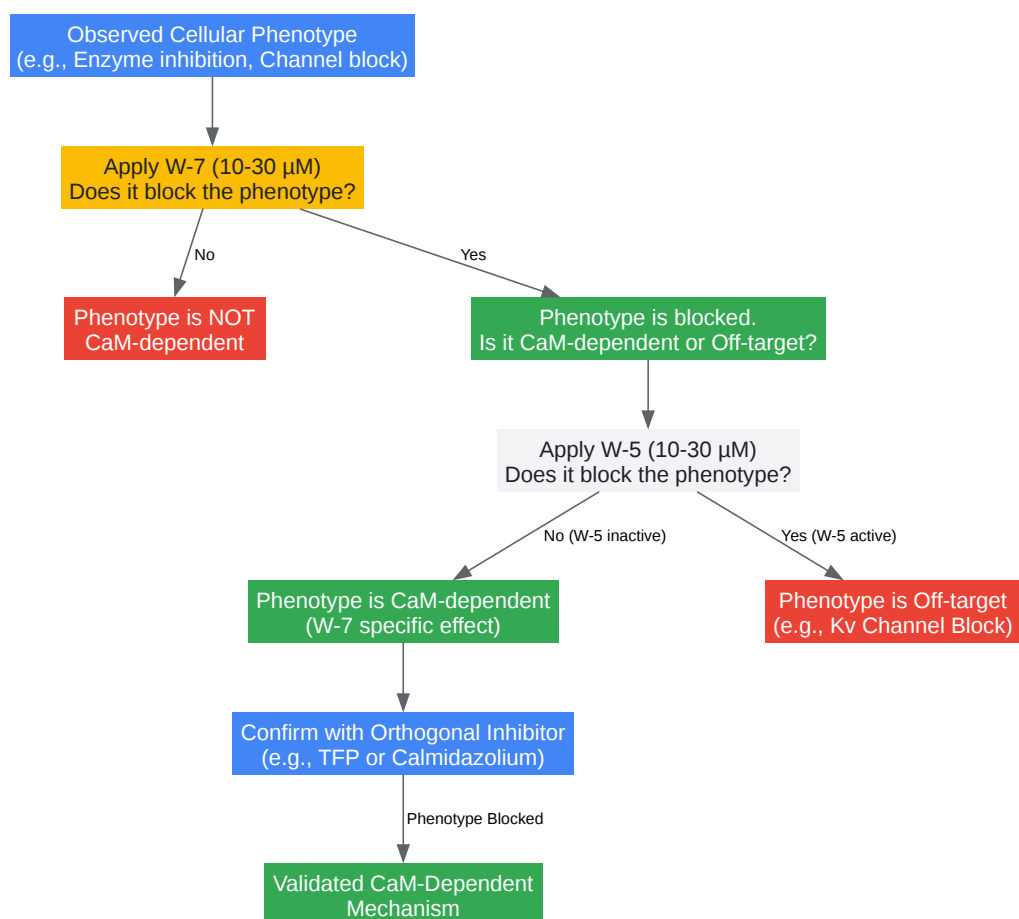 Observed Cellular Phenotype
(e.g., Enzyme inhibition, Channel block)
Apply W-7 (10-30 µM)
Does it block the phenotype?
No
Yes
Phenotype is NOT
CaM-dependent
Phenotype is blocked.
Is it CaM-dependent or Off-target?
Apply W-5 (10-30 µM)
Does it block the phenotype?
No (W-5 inactive)
Yes (W-5 active)
Phenotype is CaM-dependent
(W-7 specific effect)
Phenotype is Off-target
(e.g., Kv Channel Block)
Confirm with Orthogonal Inhibitor
(e.g., TFP or Calmidazolium)
Phenotype Blocked
Validated CaM-Dependent
Mechanism